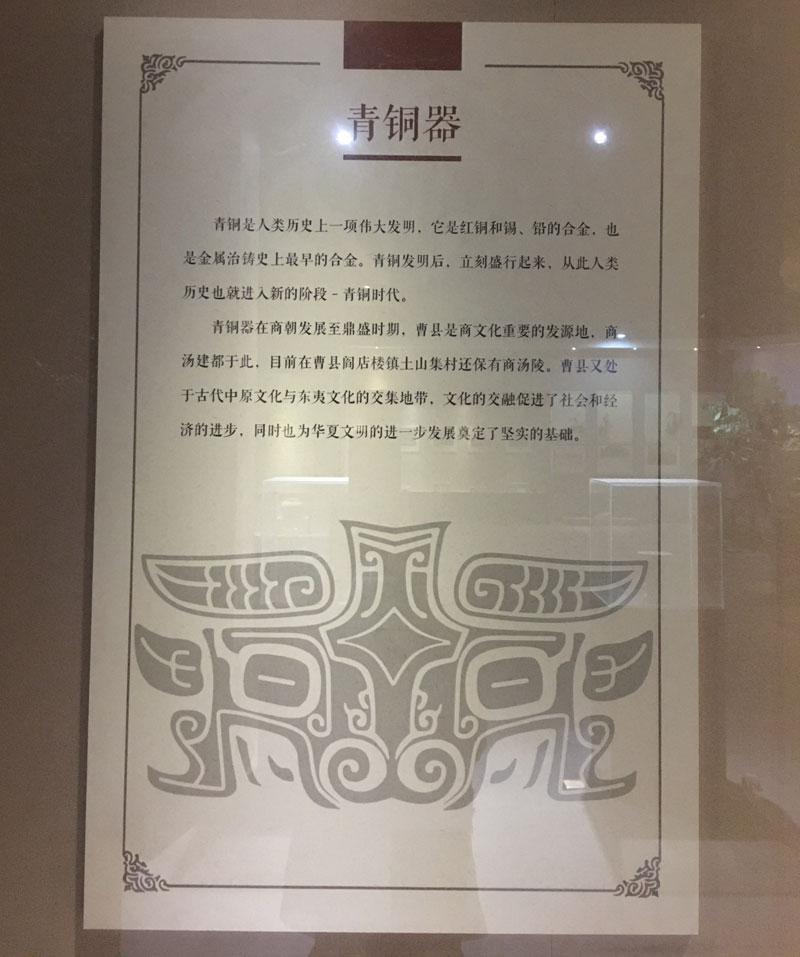 青铜器
青铜是人类历史上一项伟大发明，它是红铜和锡、铅的合金，也
是金属治铸史上最早的合金。青铜发明后，立刻盛行起来，从此人类
历史也就进入新的阶段－青铜时代。
青铜器在商朝发展至鼎盛时期，曹县是商文化重要的发源地，商
汤建都于此，目前在曹县阎店楼镇土山集村还保有商汤陵。曹县又处
于古代中原文化与东夷文化的交集地带，文化的交融促进了社会和经
济的进步，同时也为华夏文明的进一步发展奠定了坚实的基础。